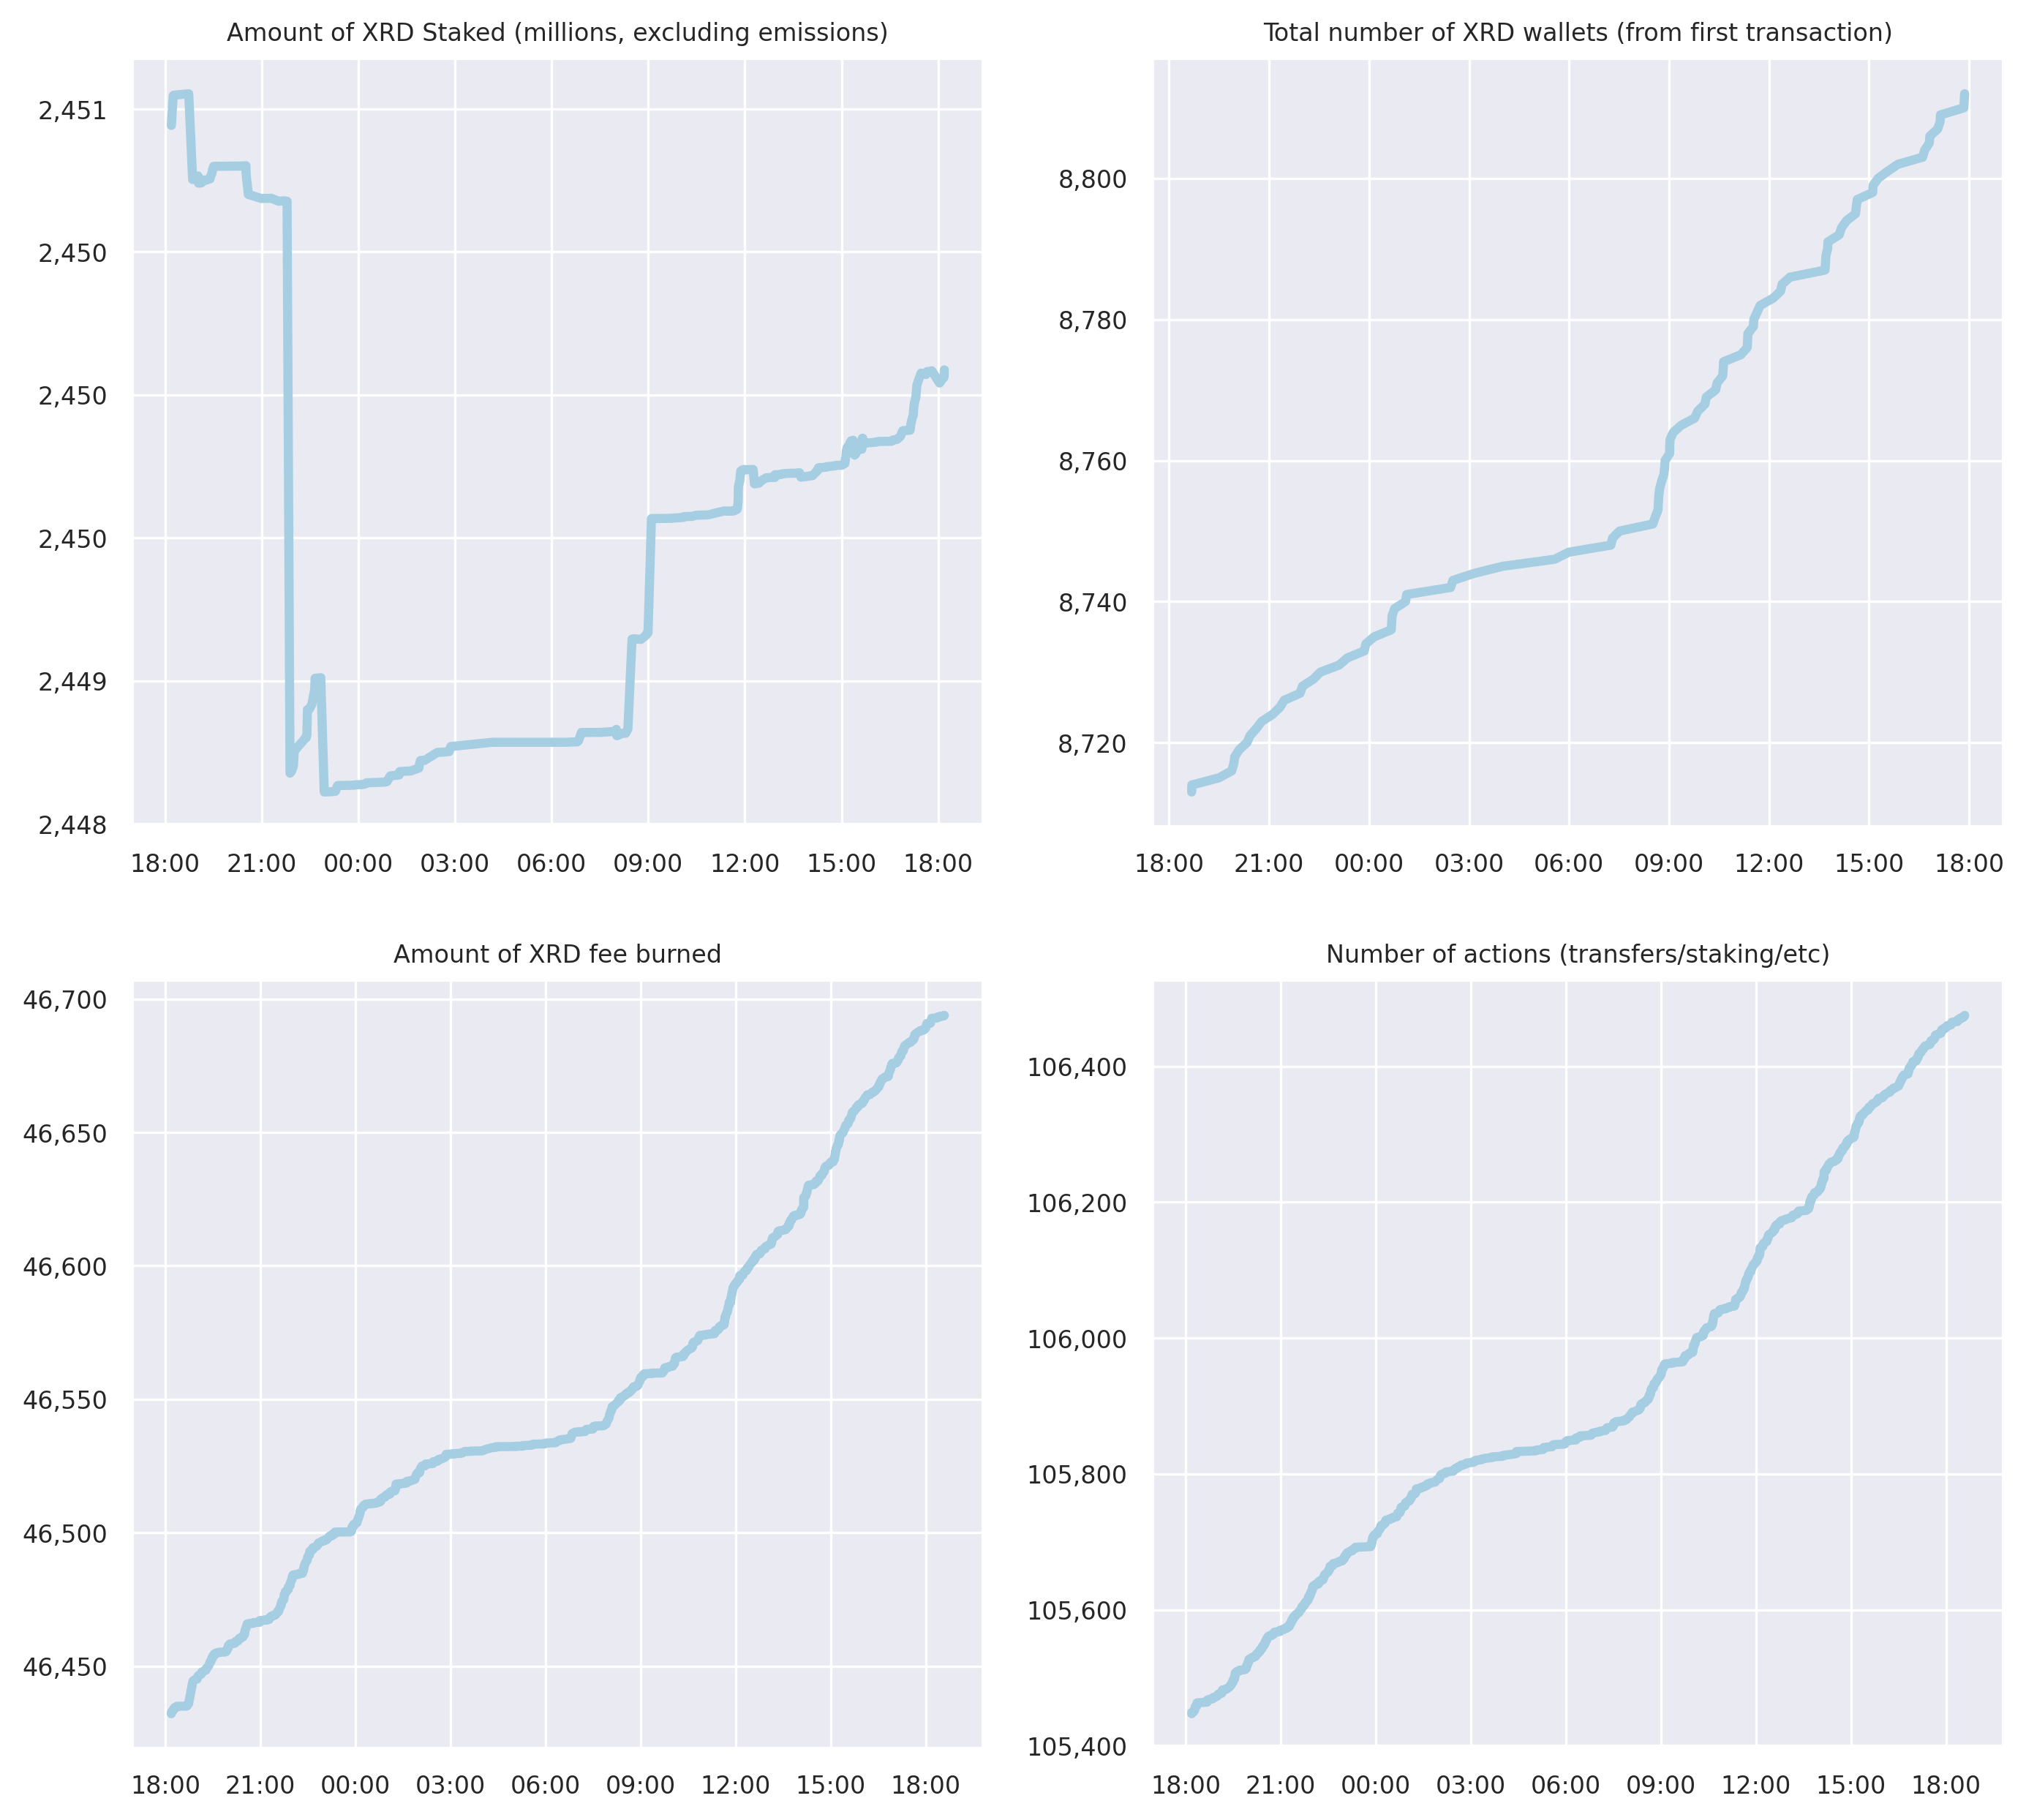 Amount of XRD Staked (millions, excluding emissions)
2,451
2,450
2,450
2,450
2,449
2,448
18:00 21:00 00:00 03:00 06:00 09:00 12:00 15:00 18:00
Total number of XRD wallets (from first transaction)
8,800
8,780
8,760
8,740
8,720
18:00 21:00 00:00 03:00 06:00 09:00 12:00 15:00 18:00
Amount of XRD fee burned
46,700
46,650
46,600
46,550
46,500
46,450
18:00 21:00 00:00 03:00 06:00 09:00 12:00 15:00 18:00
Number of actions (transfers/staking/etc)
106,400
106,200
106,000
105,800
105,600
105,400
18:00 21:00 00:00 03:00 06:00 09:00 12:00 15:00 18:00